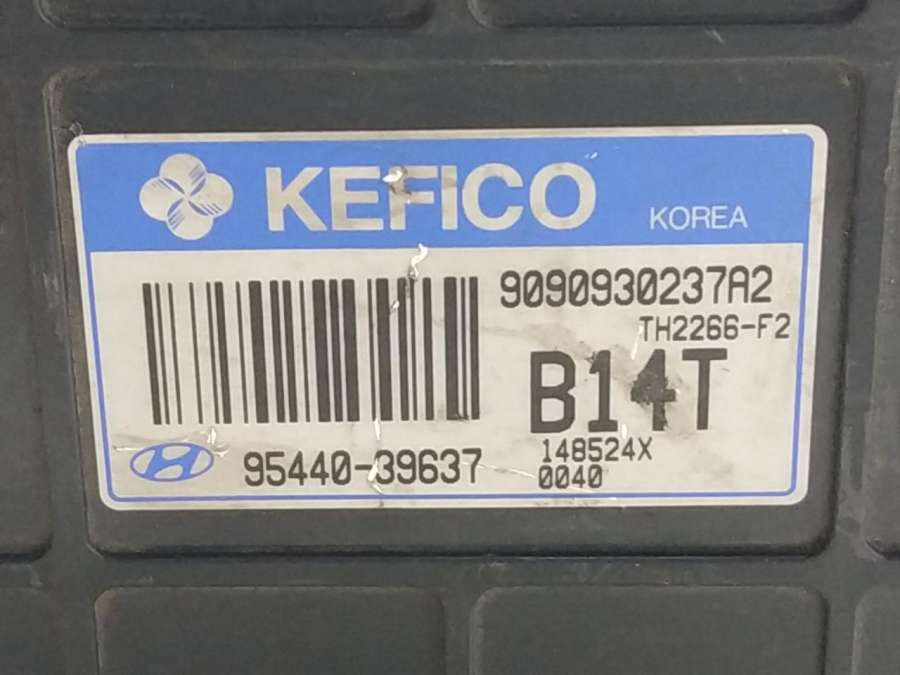 KEFICO KOREA
9090930237A2
TH2266-F2
B14T
95440-39637
148524X
0040